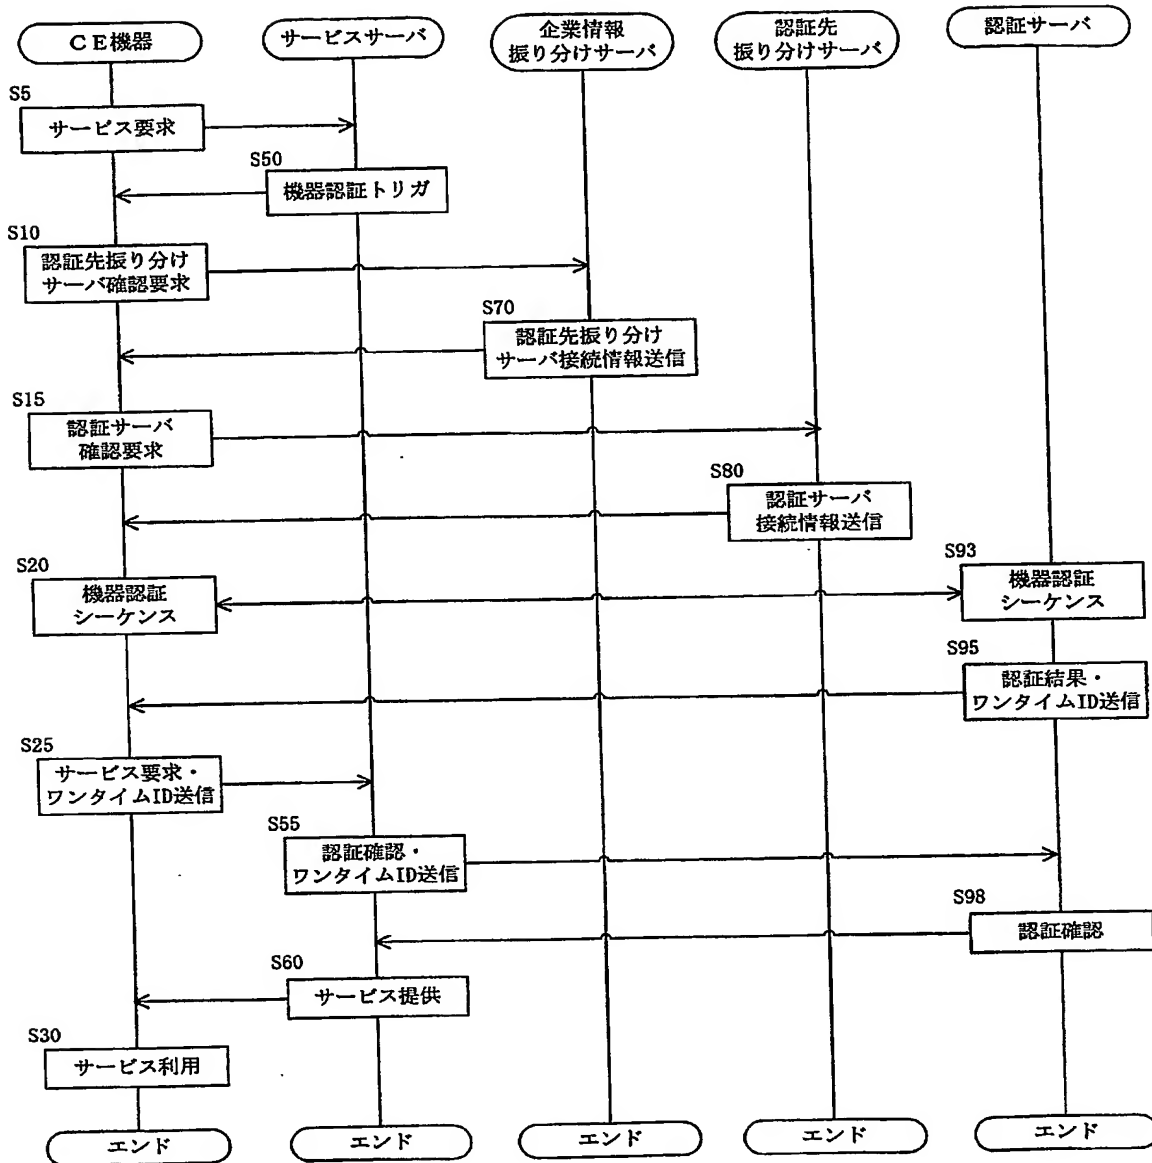 CE機器
サービスサーバ
企業情報
振り分けサーバ
認証先
振り分けサーバ
認証サーバ
S5
サービス要求
S50
機器認証トリガ
S10
認証先振り分け
サーバ確認要求
S70
認証先振り分け
サーバ接続情報送信
S15
認証サーバ
確認要求
S80
認証サーバ
接続情報送信
S20
機器認証
シーケンス
S93
機器認証
シーケンス
S95
認証結果・
ワンタイムID送信
S25
サービス要求・
ワンタイムID送信
S55
認証確認・
ワンタイムID送信
S98
認証確認
S60
サービス提供
S30
サービス利用
エンド
エンド
エンド
エンド
エンド